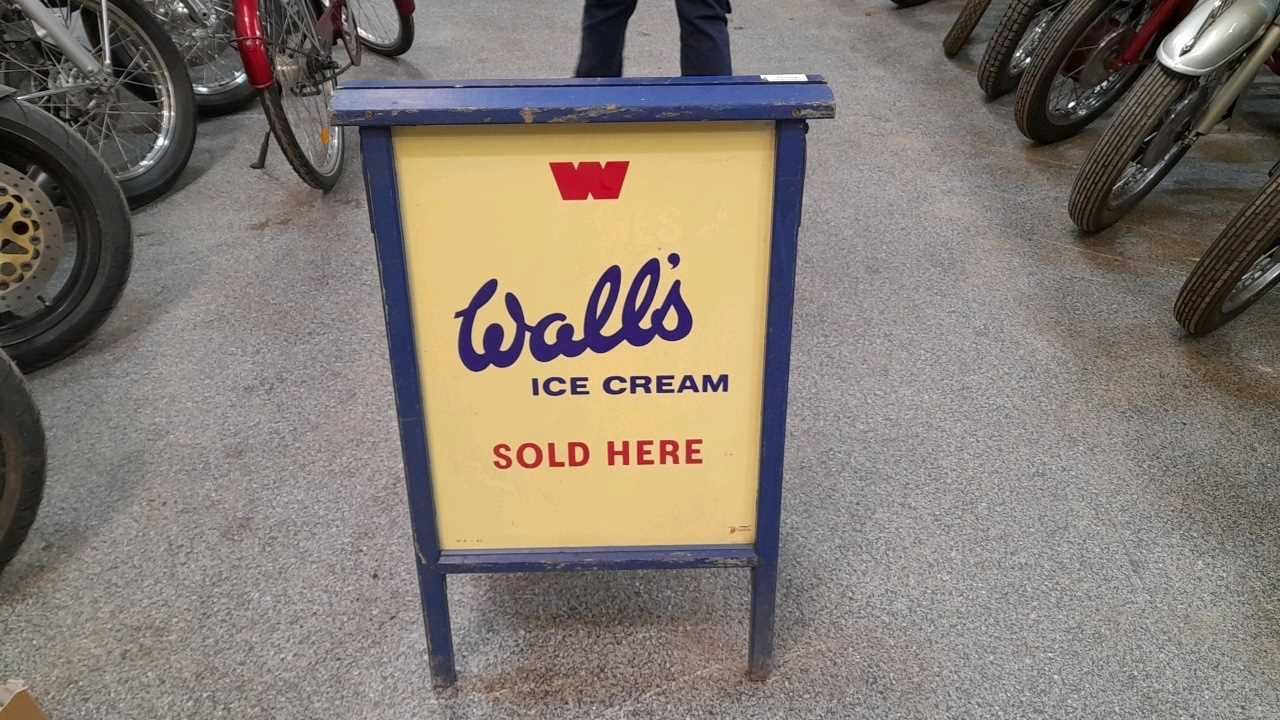 W
Wall's
ICE CREAM
SOLD HERE